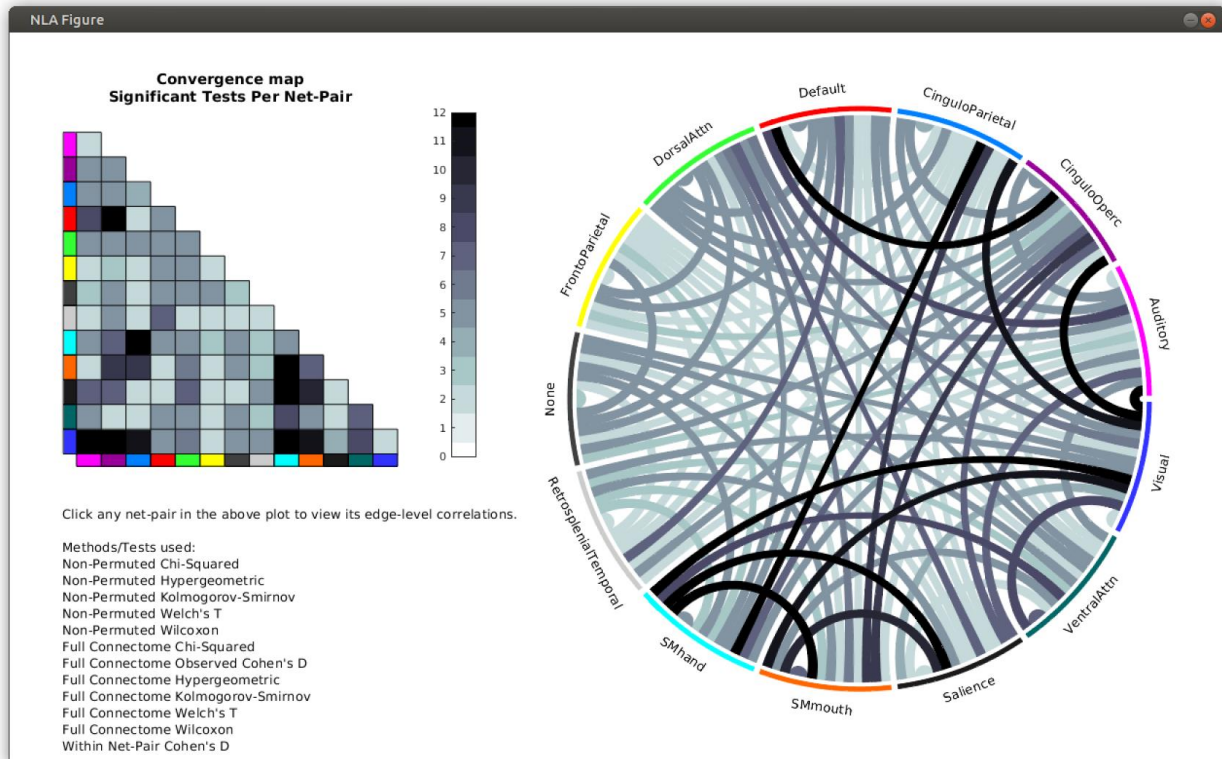 NLA Figure
Convergence map
Significant Tests Per Net-Pair
12
11
10
9
8
7
6
5
4
3
2
1
0
Click any net-pair in the above plot to view its edge-level correlations.
Methods/Tests used:
Non-Permuted Chi-Squared
Non-Permuted Hypergeometric
Non-Permuted Kolmogorov-Smirnov
Non-Permuted Welch's T
Non-Permuted Wilcoxon
Full Connectome Chi-Squared
Full Connectome Observed Cohen's D
Full Connectome Hypergeometric
Full Connectome Kolmogorov-Smirnov
Full Connectome Welch's T
Full Connectome Wilcoxon
Within Net-Pair Cohen's D
Default
CinguloParietal
CinguloOperc
Auditory
Visual
VentralAttn
Salience
SMmouth
SMhand
RetrosplenialTemporal
None
FrontoParietal
DorsalAttn